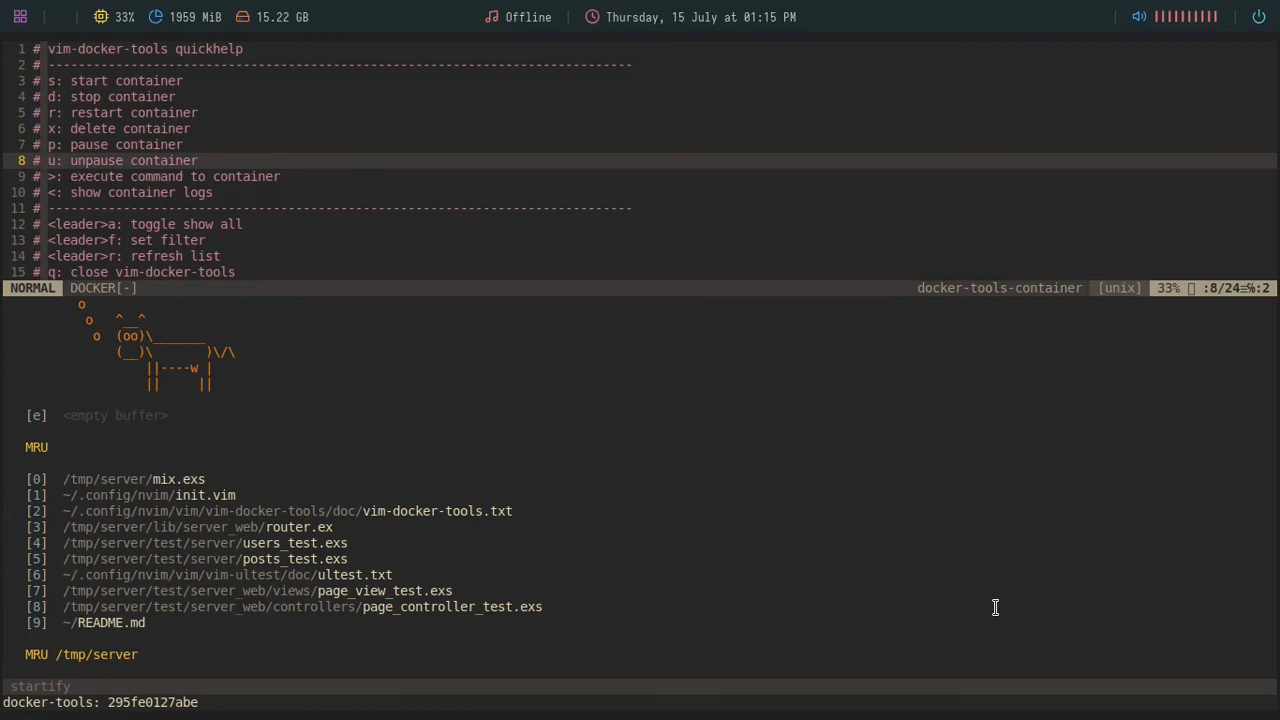 33% 1959 MiB 15.22 GB Offline Thursday, 15 July at 01:15 PM
1 # vim-docker-tools quickhelp
2 # ------------------------------------------------------------------------------
3 # s: start container
4 # d: stop container
5 # r: restart container
6 # x: delete container
7 # p: pause container
8 # u: unpause container
9 # >: execute command to container
10 # <: show container logs
11 # ------------------------------------------------------------------------------
12 # <leader>a: toggle show all
13 # <leader>f: set filter
14 # <leader>r: refresh list
15 # q: close vim-docker-tools
NORMAL DOCKER[-] docker-tools-container [unix] 33% :8/24≡℅:2
o
o ^__^
o (oo)\_______
(__)\ )\/\
||----w |
|| ||
[e] <empty buffer>
MRU
[0] /tmp/server/mix.exs
[1] ~/.config/nvim/init.vim
[2] ~/.config/nvim/vim/vim-docker-tools/doc/vim-docker-tools.txt
[3] /tmp/server/lib/server_web/router.ex
[4] /tmp/server/test/server/users_test.exs
[5] /tmp/server/test/server/posts_test.exs
[6] ~/.config/nvim/vim/vim-ultest/doc/ultest.txt
[7] /tmp/server/test/server_web/views/page_view_test.exs
[8] /tmp/server/test/server_web/controllers/page_controller_test.exs
[9] ~/README.md
MRU /tmp/server
startify
docker-tools: 295fe0127abe